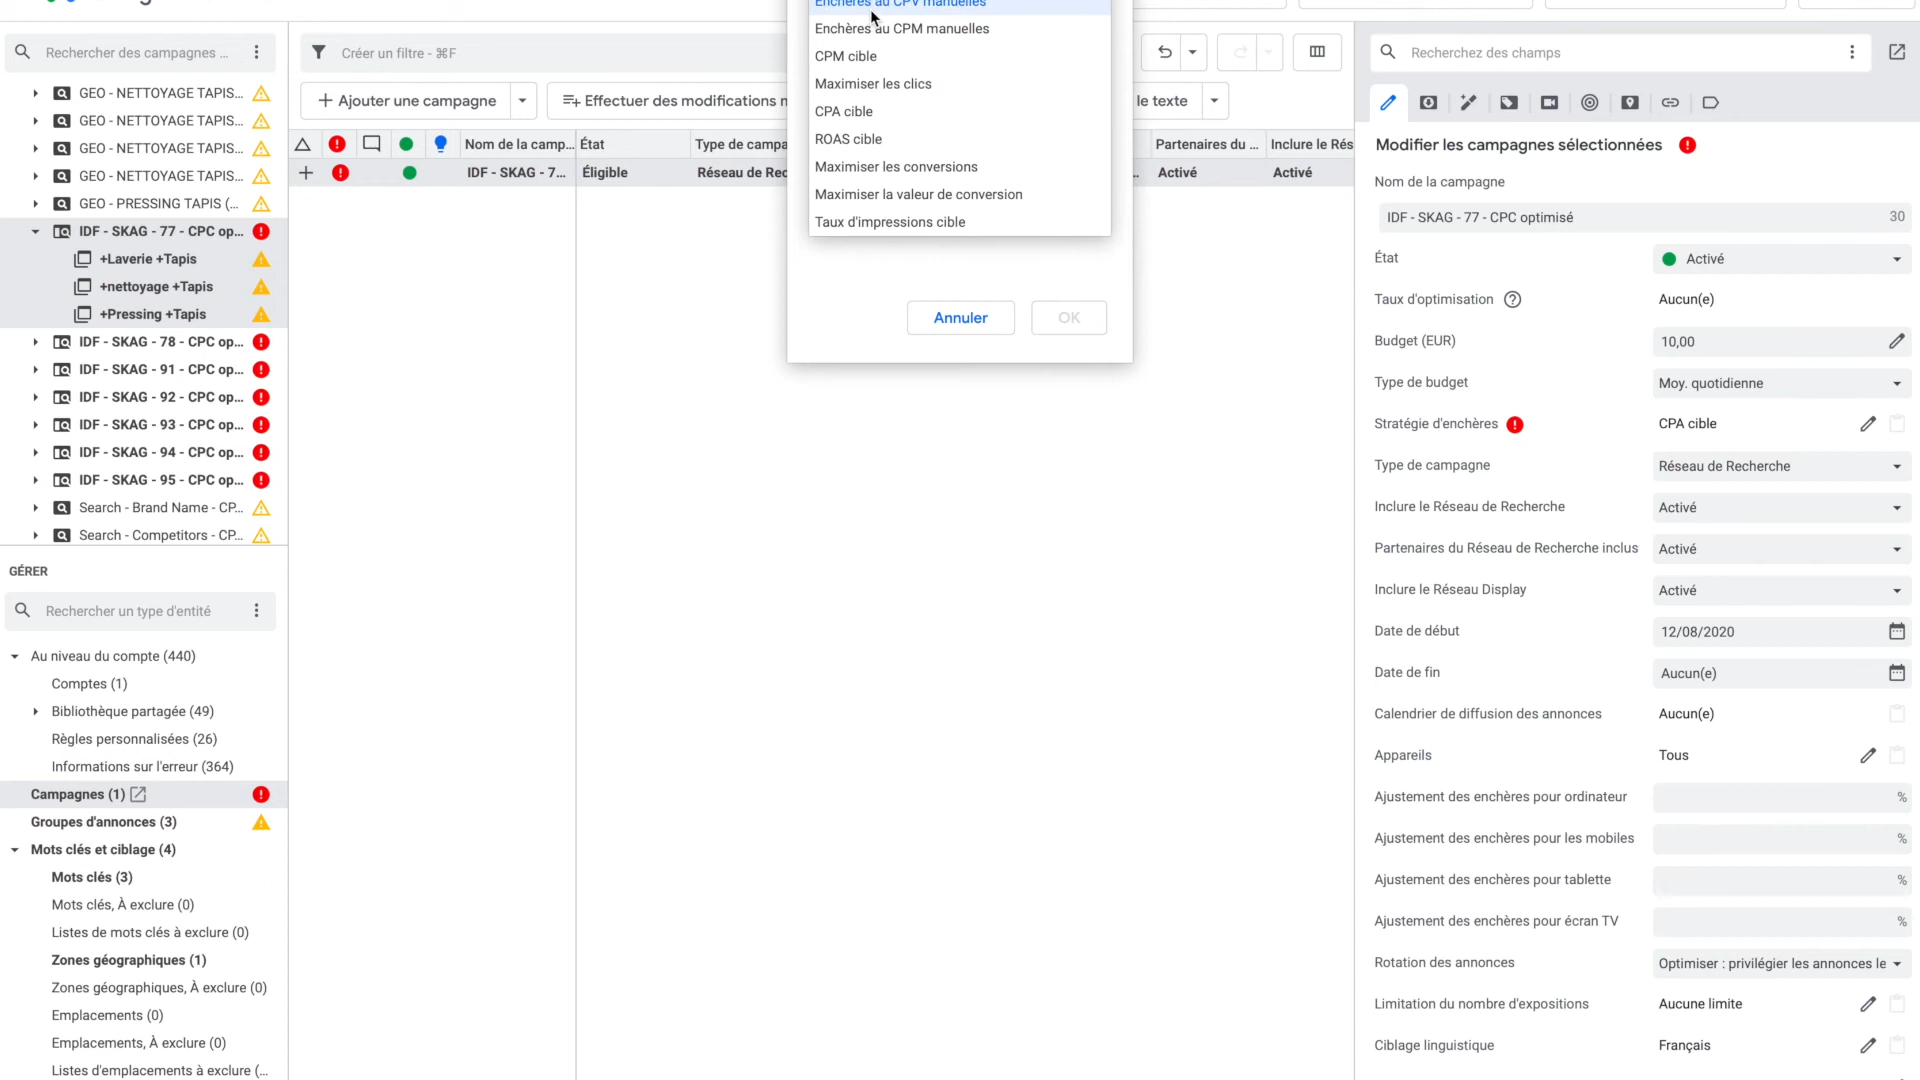 Enchères au CPV manuelles
Enchères au CPM manuelles
CPM cible
Maximiser les clics
CPA cible
ROAS cible
Maximiser les conversions
Maximiser la valeur de conversion
Taux d'impressions cible
Annuler
OK
Rechercher des campagnes ...
GEO - NETTOYAGE TAPIS...
GEO - NETTOYAGE TAPIS...
GEO - NETTOYAGE TAPIS...
GEO - NETTOYAGE TAPIS...
GEO - PRESSING TAPIS (...
IDF - SKAG - 77 - CPC op...
+Laverie +Tapis
+nettoyage +Tapis
+Pressing +Tapis
IDF - SKAG - 78 - CPC op...
IDF - SKAG - 91 - CPC op...
IDF - SKAG - 92 - CPC op...
IDF - SKAG - 93 - CPC op...
IDF - SKAG - 94 - CPC op...
IDF - SKAG - 95 - CPC op...
Search - Brand Name - CP...
Search - Competitors - CP...
GÉRER
Rechercher un type d'entité
Au niveau du compte (440)
Comptes (1)
Bibliothèque partagée (49)
Règles personnalisées (26)
Informations sur l'erreur (364)
Campagnes (1)
Groupes d'annonces (3)
Mots clés et ciblage (4)
Mots clés (3)
Mots clés, À exclure (0)
Listes de mots clés à exclure (0)
Zones géographiques (1)
Zones géographiques, À exclure (0)
Emplacements (0)
Emplacements, À exclure (0)
Listes d'emplacements à exclure (...
Créer un filtre - ⌘F
Ajouter une campagne
Effectuer des modifications
le texte
Nom de la camp... État Type de campa Partenaires du ... Inclure le Rés
IDF - SKAG - 7... Éligible Réseau de Rec ... Activé Activé
Recherchez des champs
Modifier les campagnes sélectionnées
Nom de la campagne
IDF - SKAG - 77 - CPC optimisé 30
État Activé
Taux d'optimisation Aucun(e)
Budget (EUR) 10,00
Type de budget Moy. quotidienne
Stratégie d'enchères CPA cible
Type de campagne Réseau de Recherche
Inclure le Réseau de Recherche Activé
Partenaires du Réseau de Recherche inclus Activé
Inclure le Réseau Display Activé
Date de début 12/08/2020
Date de fin Aucun(e)
Calendrier de diffusion des annonces Aucun(e)
Appareils Tous
Ajustement des enchères pour ordinateur %
Ajustement des enchères pour les mobiles %
Ajustement des enchères pour tablette %
Ajustement des enchères pour écran TV %
Rotation des annonces Optimiser : privilégier les annonces le
Limitation du nombre d'expositions Aucune limite
Ciblage linguistique Français